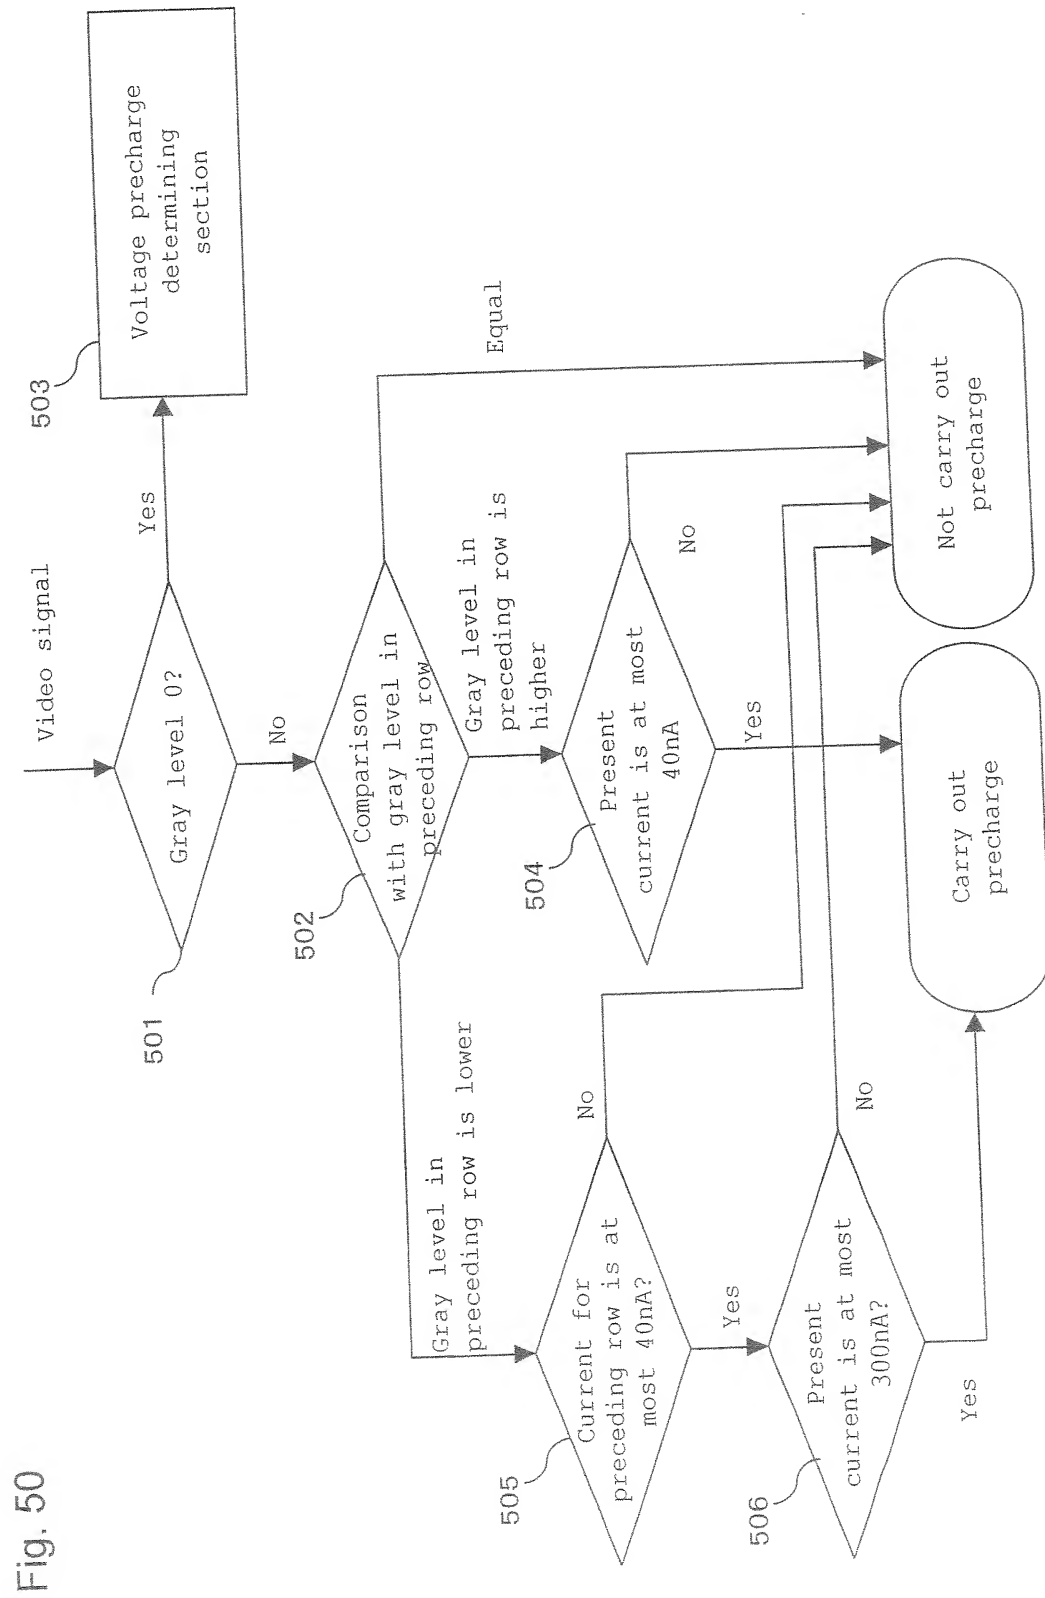 Fig. 50
Video signal
501
Gray level 0?
Yes
503
Voltage precharge
determining
section
No
502
Comparison
with gray level in
preceding row
Equal
Gray level in
preceding row is
higher
Gray level in
preceding row is lower
504
Present
current is at most
40nA
No
Yes
505
Current for
preceding row is at
most 40nA?
No
Yes
506
Present
current is at most
300nA?
No
Yes
Carry out
precharge
Not carry out
precharge